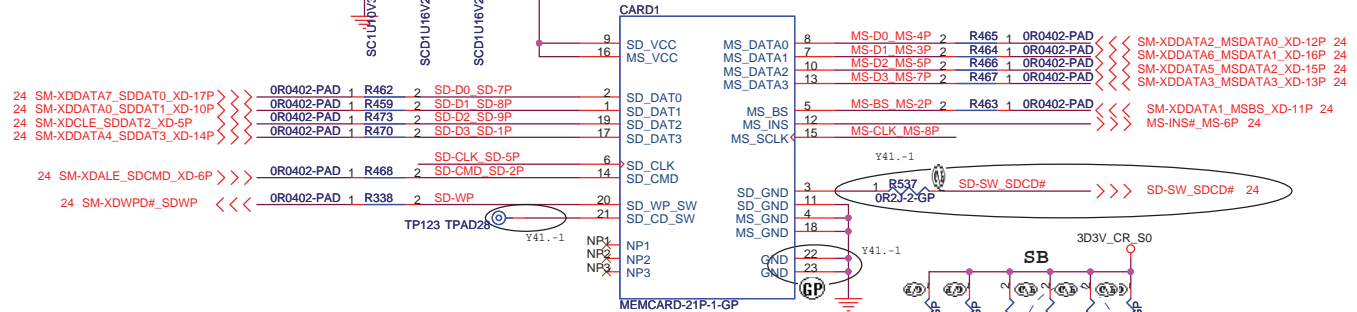 SC1U10V3
SCD1U16V2
SCD1U16V2
CARD1
9 SD_VCC
16 MS_VCC
MS_DATA0 8 MS-D0_MS-4P 2 R465 1 0R0402-PAD SM-XDDATA2_MSDATA0_XD-12P 24
MS_DATA1 7 MS-D1_MS-3P 2 R464 1 0R0402-PAD SM-XDDATA6_MSDATA1_XD-16P 24
MS_DATA2 10 MS-D2_MS-5P 2 R466 1 0R0402-PAD SM-XDDATA5_MSDATA2_XD-15P 24
MS_DATA3 13 MS-D3_MS-7P 2 R467 1 0R0402-PAD SM-XDDATA3_MSDATA3_XD-13P 24
24 SM-XDDATA7_SDDAT0_XD-17P 0R0402-PAD 1 R462 2 SD-D0_SD-7P 2 SD_DAT0
24 SM-XDDATA0_SDDAT1_XD-10P 0R0402-PAD 1 R459 2 SD-D1_SD-8P 1 SD_DAT1
24 SM-XDCLE_SDDAT2_XD-5P 0R0402-PAD 1 R473 2 SD-D2_SD-9P 19 SD_DAT2
24 SM-XDDATA4_SDDAT3_XD-14P 0R0402-PAD 1 R470 2 SD-D3_SD-1P 17 SD_DAT3
MS_BS 5 MS-BS_MS-2P 2 R463 1 0R0402-PAD SM-XDDATA1_MSBS_XD-11P 24
MS_INS 12 MS-INS#_MS-6P 24
MS_SCLK 15 MS-CLK_MS-8P
SD-CLK_SD-5P 6 SD_CLK
24 SM-XDALE_SDCMD_XD-6P 0R0402-PAD 1 R468 2 SD-CMD_SD-2P 14 SD_CMD
Y41.-1
24 SM-XDWPD#_SDWP 0R0402-PAD 1 R338 2 SD-WP 20 SD_WP_SW
TP123 TPAD28 21 SD_CD_SW
Y41.-1
SD_GND 3 1 R537 SD-SW_SDCD# SD-SW_SDCD# 24
0R2J-2-GP
SD_GND 11
MS_GND 4
MS_GND 18
NP1 NP1
NP2 NP2
NP3 NP3
GND 22
GND 23
Y41.-1
GP
MEMCARD-21P-1-GP
3D3V_CR_S0
SB
2 2 2